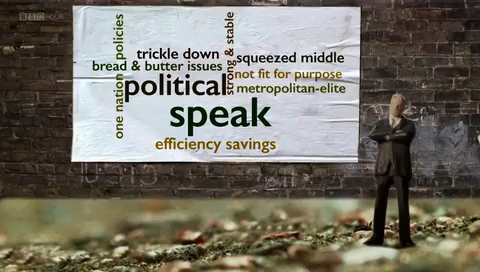 BBC FOUR
one nation policies
trickle down
bread & butter issues
strong & stable
squeezed middle
not fit for purpose
metropolitan-elite
political
speak
efficiency savings